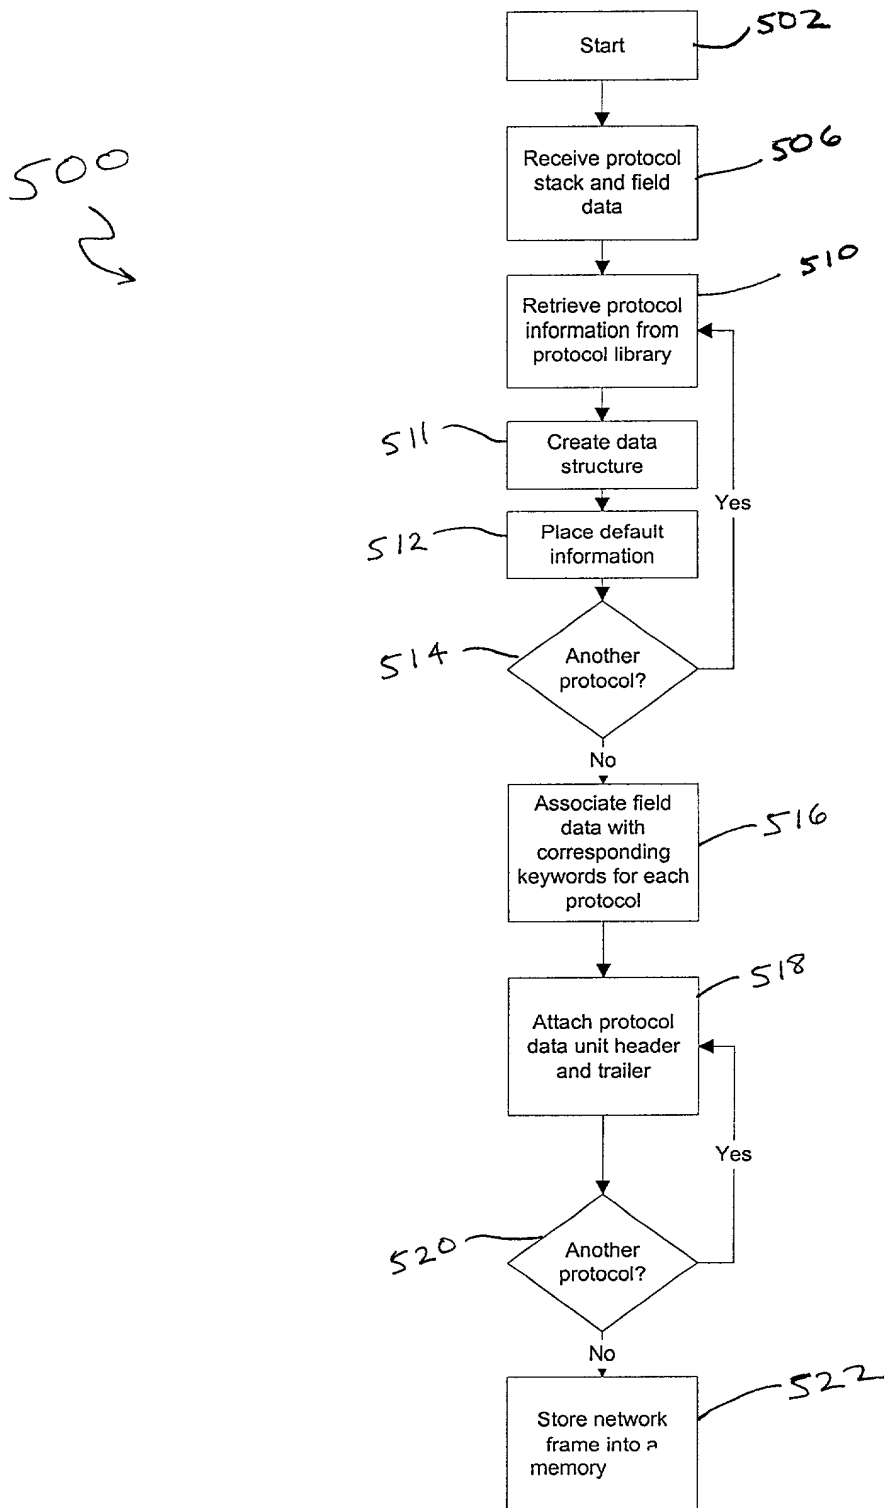 Start
502
500
Receive protocol
stack and field
data
506
Retrieve protocol
information from
protocol library
510
Create data
structure
511
Yes
Place default
information
512
Another
protocol?
514
No
Associate field
data with
corresponding
keywords for each
protocol
516
Attach protocol
data unit header
and trailer
518
Yes
Another
protocol?
520
No
Store network
frame into a
memory
522